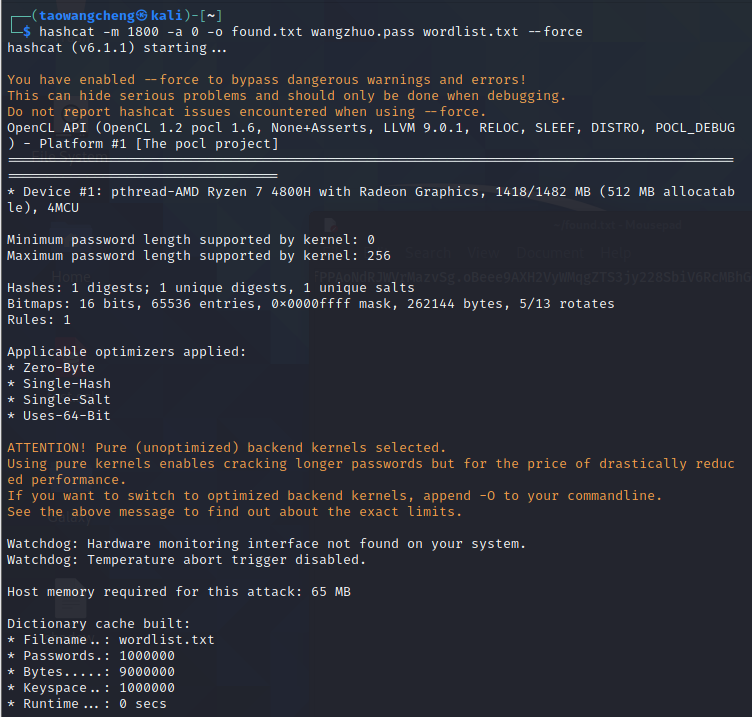 ┌──(taowangcheng㉿kali)-[~]
└─$ hashcat -m 1800 -a 0 -o found.txt wangzhuo.pass wordlist.txt --force
hashcat (v6.1.1) starting...
You have enabled --force to bypass dangerous warnings and errors!
This can hide serious problems and should only be done when debugging.
Do not report hashcat issues encountered when using --force.
OpenCL API (OpenCL 1.2 pocl 1.6, None+Asserts, LLVM 9.0.1, RELOC, SLEEF, DISTRO, POCL_DEBUG
) - Platform #1 [The pocl project]
=============================================================================================
==================================
* Device #1: pthread-AMD Ryzen 7 4800H with Radeon Graphics, 1418/1482 MB (512 MB allocatab
le), 4MCU
Minimum password length supported by kernel: 0
Maximum password length supported by kernel: 256
Hashes: 1 digests; 1 unique digests, 1 unique salts
Bitmaps: 16 bits, 65536 entries, 0x0000ffff mask, 262144 bytes, 5/13 rotates
Rules: 1
Applicable optimizers applied:
* Zero-Byte
* Single-Hash
* Single-Salt
* Uses-64-Bit
ATTENTION! Pure (unoptimized) backend kernels selected.
Using pure kernels enables cracking longer passwords but for the price of drastically reduc
ed performance.
If you want to switch to optimized backend kernels, append -O to your commandline.
See the above message to find out about the exact limits.
Watchdog: Hardware monitoring interface not found on your system.
Watchdog: Temperature abort trigger disabled.
Host memory required for this attack: 65 MB
Dictionary cache built:
* Filename..: wordlist.txt
* Passwords.: 1000000
* Bytes.....: 9000000
* Keyspace..: 1000000
* Runtime...: 0 secs